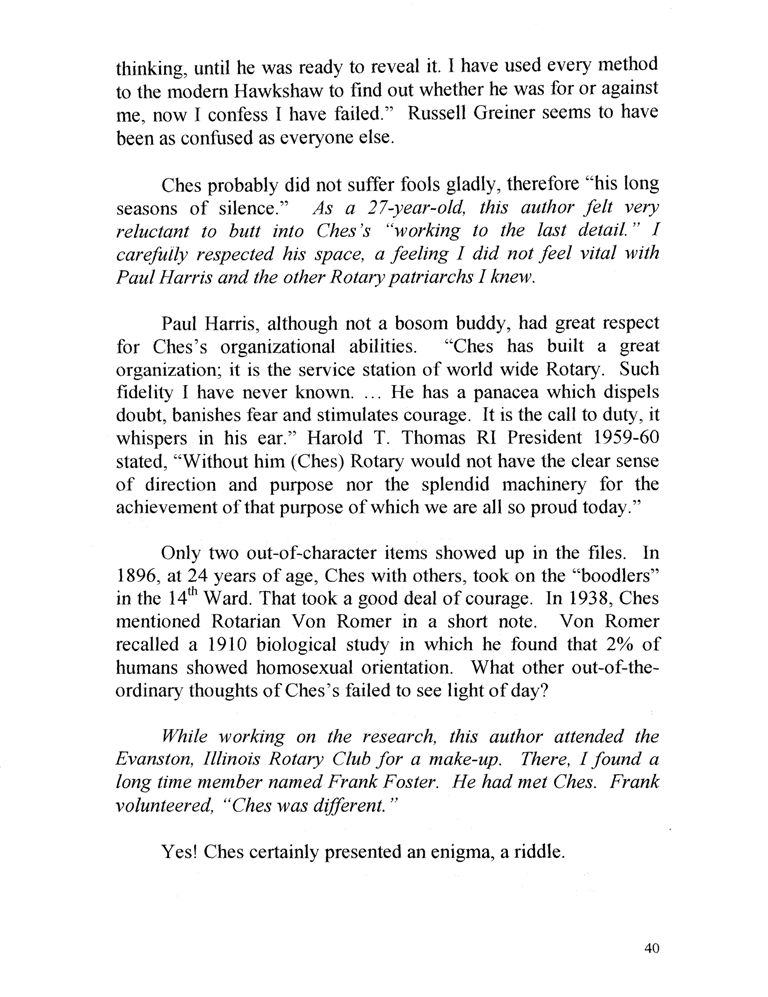 thinking, until he was ready to reveal it. I have used every method
to the modern Hawkshaw to find out whether he was for or against
me, now I confess I have failed.” Russell Greiner seems to have
been as confused as everyone else.
Ches probably did not suffer fools gladly, therefore “his long
seasons of silence.” As a 27-year-old, this author felt very
reluctant to butt into Ches’s “working to the last detail.” I
carefully respected his space, a feeling I did not feel vital with
Paul Harris and the other Rotary patriarchs I knew.
Paul Harris, although not a bosom buddy, had great respect
for Ches’s organizational abilities. “Ches has built a great
organization; it is the service station of world wide Rotary. Such
fidelity I have never known. ... He has a panacea which dispels
doubt, banishes fear and stimulates courage. It is the call to duty, it
whispers in his ear.” Harold T. Thomas RI President 1959-60
stated, “Without him (Ches) Rotary would not have the clear sense
of direction and purpose nor the splendid machinery for the
achievement of that purpose of which we are all so proud today.”
Only two out-of-character items showed up in the files. In
1896, at 24 years of age, Ches with others, took on the “boodlers”
in the 14th Ward. That took a good deal of courage. In 1938, Ches
mentioned Rotarian Von Romer in a short note. Von Romer
recalled a 1910 biological study in which he found that 2% of
humans showed homosexual orientation. What other out-of-the-
ordinary thoughts of Ches’s failed to see light of day?
While working on the research, this author attended the
Evanston, Illinois Rotary Club for a make-up. There, I found a
long time member named Frank Foster. He had met Ches. Frank
volunteered, “Ches was different.”
Yes! Ches certainly presented an enigma, a riddle.
40